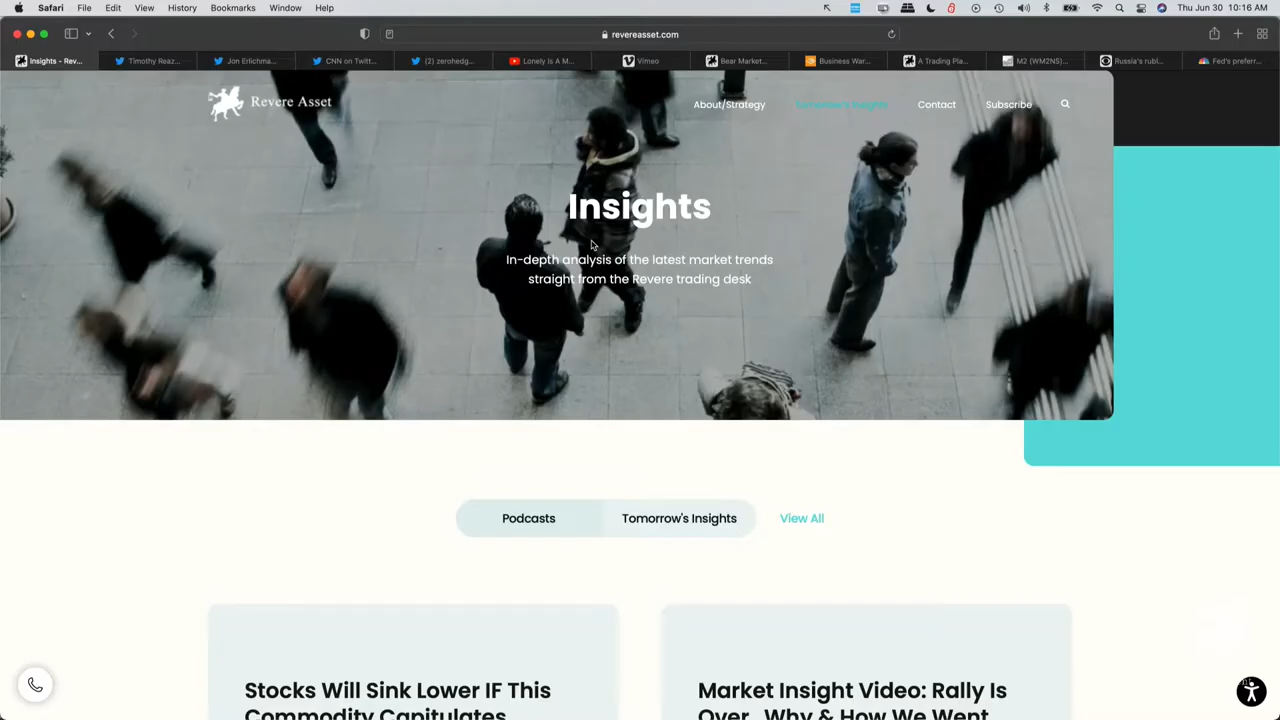 Safari File Edit View History Bookmarks Window Help Thu Jun 30 10:16 AM
revereasset.com
Insights - Rev... Timothy Reaz... Jon Erlichma... CNN on Twitt... (2) zerohedg... Lonely Is A M... Vimeo Bear Market... Business War... A Trading Pla... M2 (WM2NS)... Russia's rubl... Fed's preferr...
Revere Asset About/Strategy Tomorrow's Insights Contact Subscribe
Insights
In-depth analysis of the latest market trends
straight from the Revere trading desk
Podcasts Tomorrow's Insights View All
Stocks Will Sink Lower IF This
Commodity Capitulates
Market Insight Video: Rally Is
Over. Why & How We Went